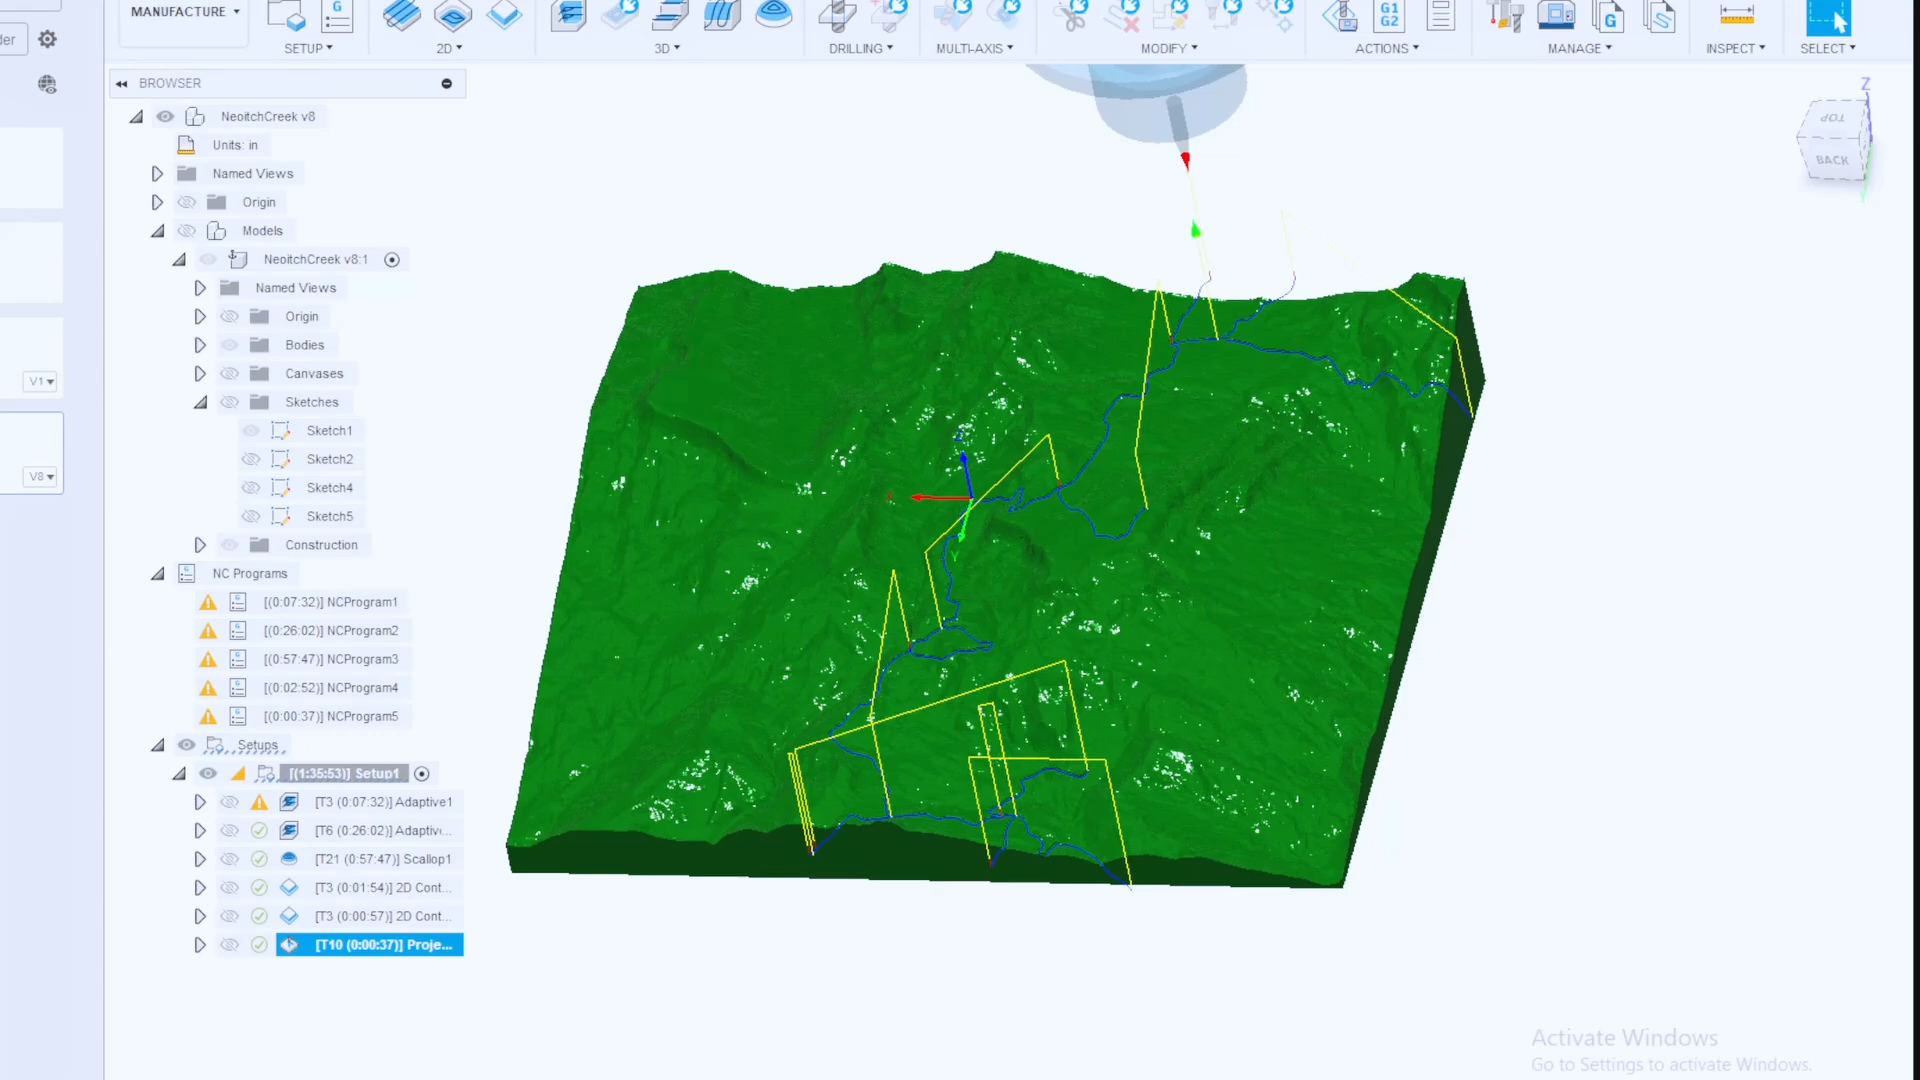 MANUFACTURE
SETUP
2D
3D
DRILLING
MULTI-AXIS
MODIFY
ACTIONS
MANAGE
INSPECT
SELECT
G
G1
G2
G
BROWSER
NeoitchCreek v8
Units: in
Named Views
Origin
Models
NeoitchCreek v8:1
Named Views
Origin
Bodies
Canvases
Sketches
Sketch1
Sketch2
Sketch4
Sketch5
Construction
NC Programs
[(0:07:32)] NCProgram1
[(0:26:02)] NCProgram2
[(0:57:47)] NCProgram3
[(0:02:52)] NCProgram4
[(0:00:37)] NCProgram5
Setups
[(1:35:53)] Setup1
[T3 (0:07:32)] Adaptive1
[T6 (0:26:02)] Adaptiv...
[T21 (0:57:47)] Scallop1
[T3 (0:01:54)] 2D Cont...
[T3 (0:00:57)] 2D Cont...
[T10 (0:00:37)] Proje...
der
V1
V8
Z
TOP
BACK
X
Y
Activate Windows
Go to Settings to activate Windows.